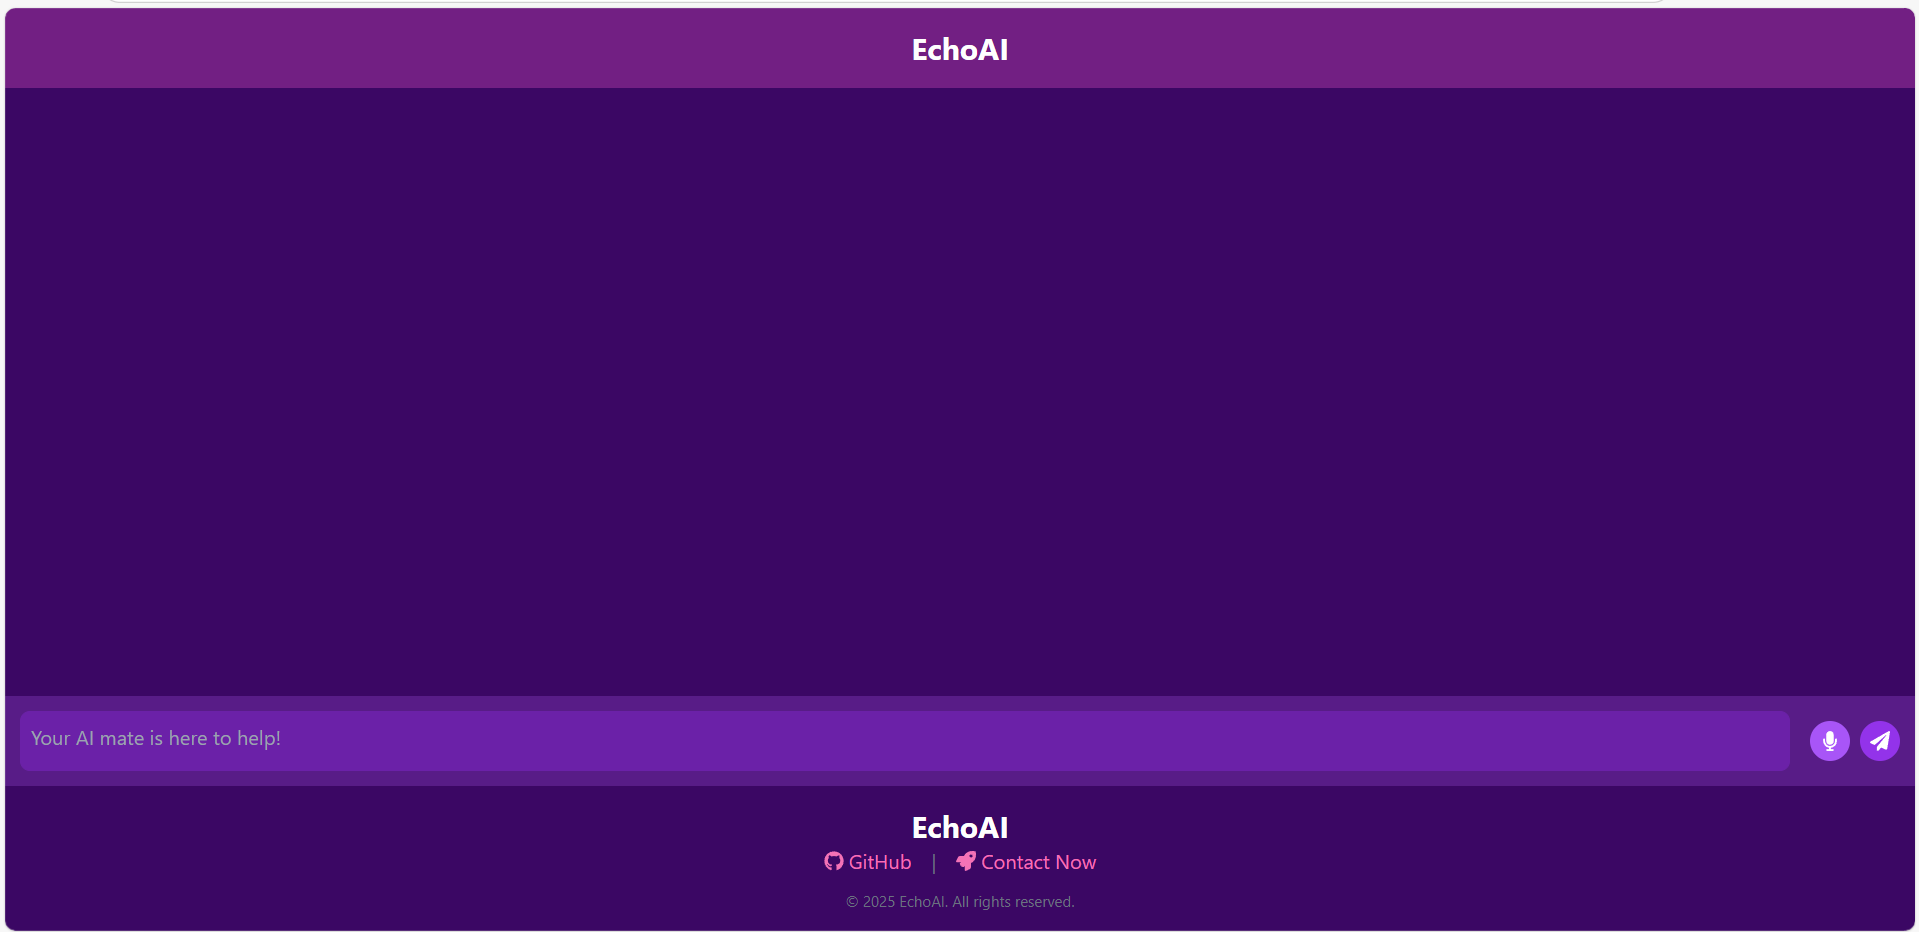 EchoAI
Your AI mate is here to help!
EchoAI
GitHub | Contact Now
© 2025 EchoAI. All rights reserved.